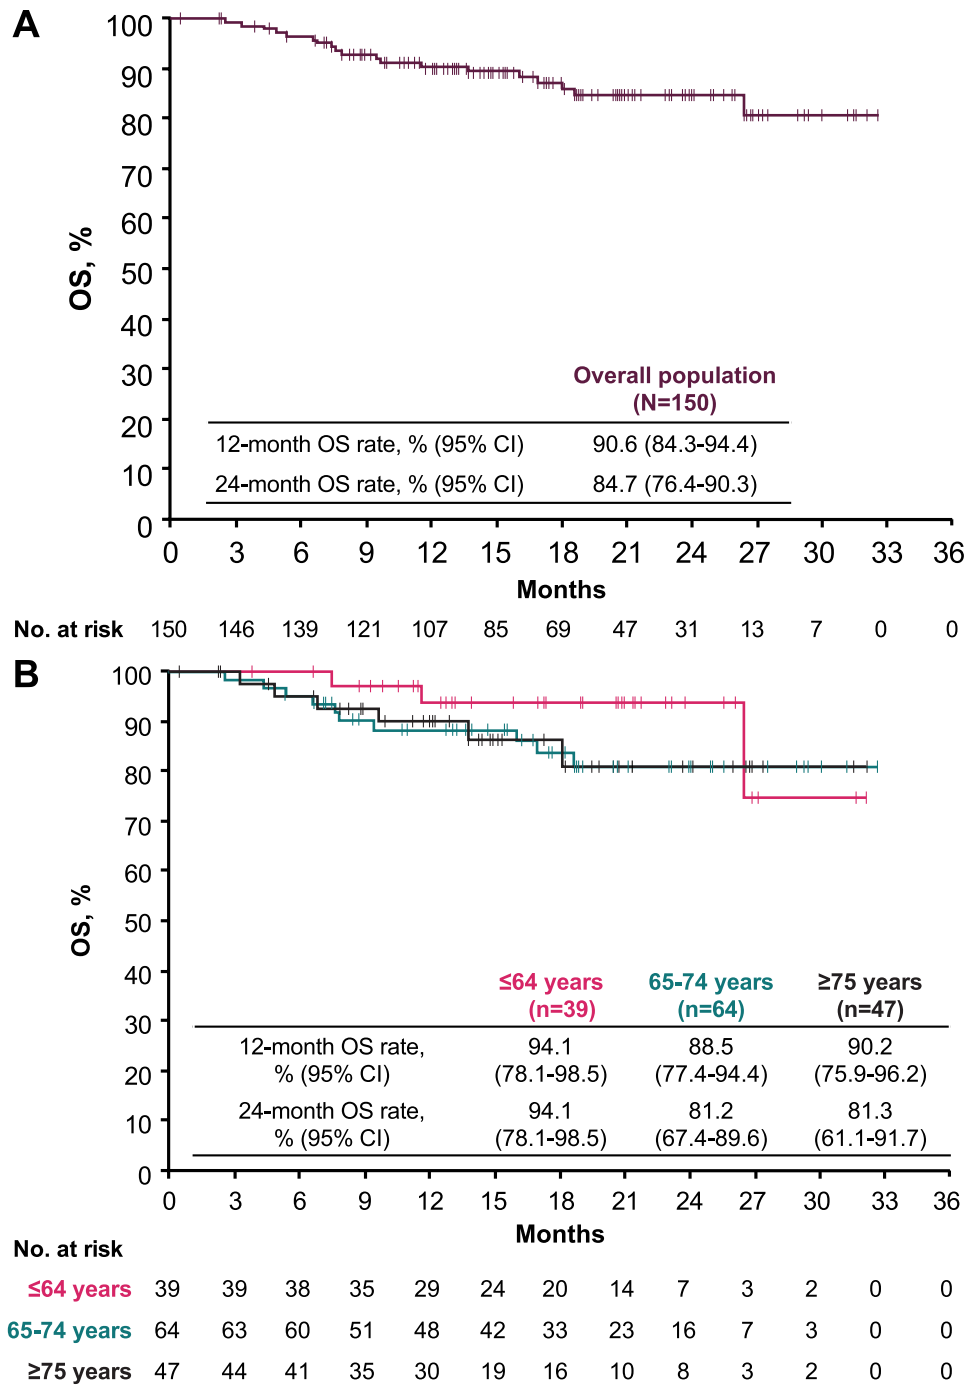 A
100
90
80
70
60
50
40
30
20
10
0
OS, %
Overall population
(N=150)
12-month OS rate, % (95% CI) 90.6 (84.3-94.4)
24-month OS rate, % (95% CI) 84.7 (76.4-90.3)
0 3 6 9 12 15 18 21 24 27 30 33 36
Months
No. at risk 150 146 139 121 107 85 69 47 31 13 7 0 0
B
100
90
80
70
60
50
40
30
20
10
0
OS, %
≤64 years 65-74 years ≥75 years
(n=39) (n=64) (n=47)
12-month OS rate, 94.1 88.5 90.2
% (95% CI) (78.1-98.5) (77.4-94.4) (75.9-96.2)
24-month OS rate, 94.1 81.2 81.3
% (95% CI) (78.1-98.5) (67.4-89.6) (61.1-91.7)
0 3 6 9 12 15 18 21 24 27 30 33 36
Months
No. at risk
≤64 years 39 39 38 35 29 24 20 14 7 3 2 0 0
65-74 years 64 63 60 51 48 42 33 23 16 7 3 0 0
≥75 years 47 44 41 35 30 19 16 10 8 3 2 0 0